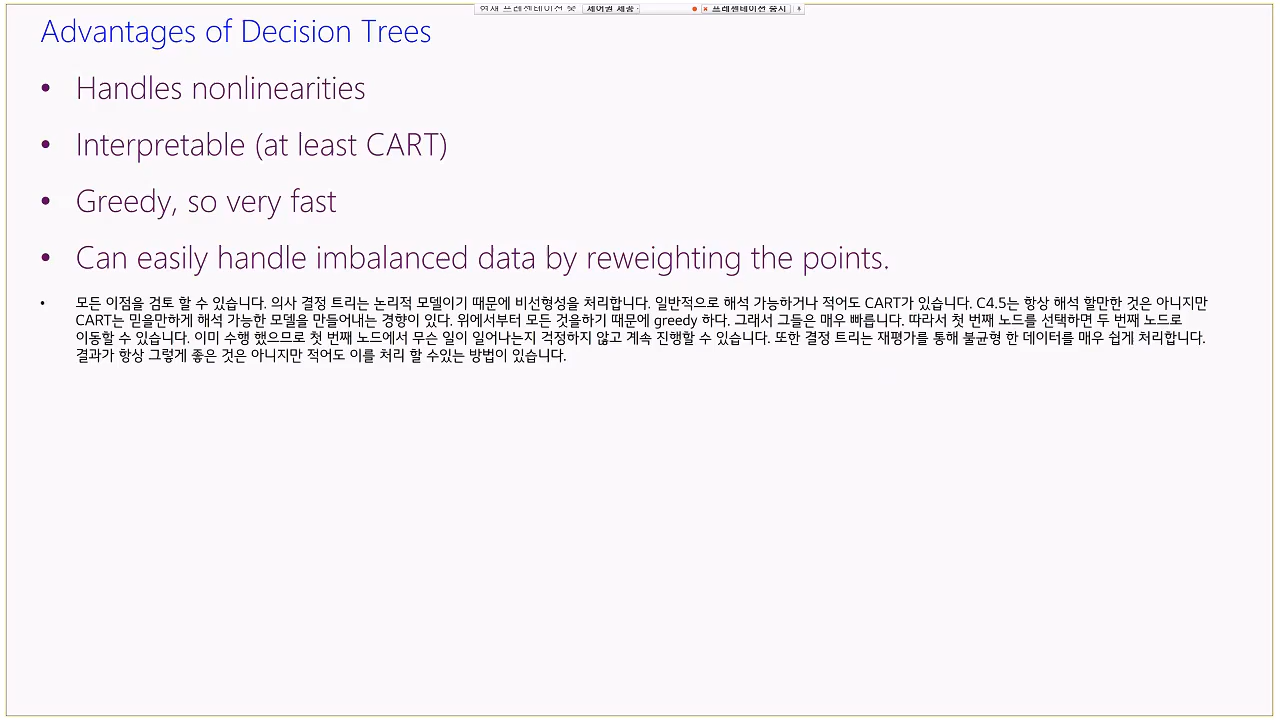 제어권 제공
프레젠테이션 중지
Advantages of Decision Trees
• Handles nonlinearities
• Interpretable (at least CART)
• Greedy, so very fast
• Can easily handle imbalanced data by reweighting the points.
• 모든 이점을 검토 할 수 있습니다. 의사 결정 트리는 논리적 모델이기 때문에 비선형성을 처리합니다. 일반적으로 해석 가능하거나 적어도 CART가 있습니다. C4.5는 항상 해석 할만한 것은 아니지만
CART는 믿을만하게 해석 가능한 모델을 만들어내는 경향이 있다. 위에서부터 모든 것을하기 때문에 greedy 하다. 그래서 그들은 매우 빠릅니다. 따라서 첫 번째 노드를 선택하면 두 번째 노드로
이동할 수 있습니다. 이미 수행 했으므로 첫 번째 노드에서 무슨 일이 일어나는지 걱정하지 않고 계속 진행할 수 있습니다. 또한 결정 트리는 재평가를 통해 불균형 한 데이터를 매우 쉽게 처리합니다.
결과가 항상 그렇게 좋은 것은 아니지만 적어도 이를 처리 할 수있는 방법이 있습니다.